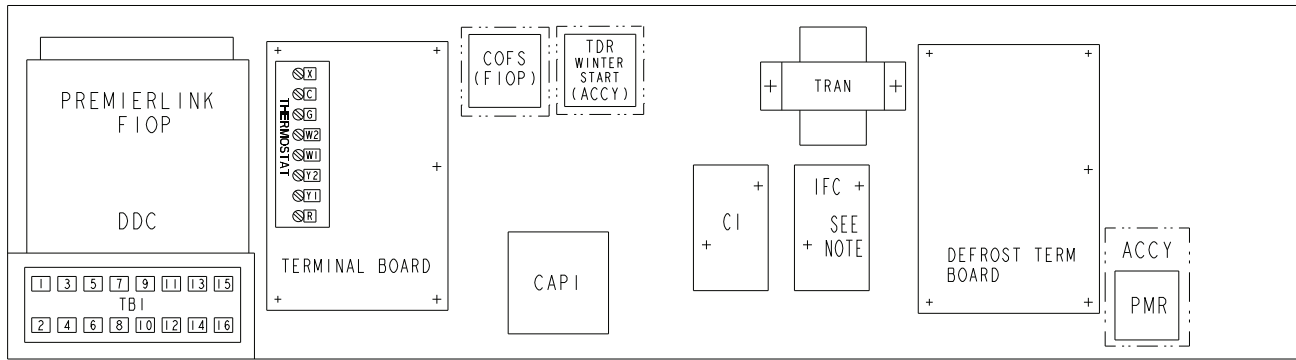 PREMIERLINK
FIOP
DDC
1 3 5 7 9 11 13 15
TB1
2 4 6 8 10 12 14 16
THERMOSTAT
X
C
G
W2
W1
Y2
Y1
R
TERMINAL BOARD
COFS
(FIOP)
TDR
WINTER
START
(ACCY)
CAP1
TRAN
C1
IFC
SEE
NOTE
DEFROST TERM
BOARD
ACCY
PMR